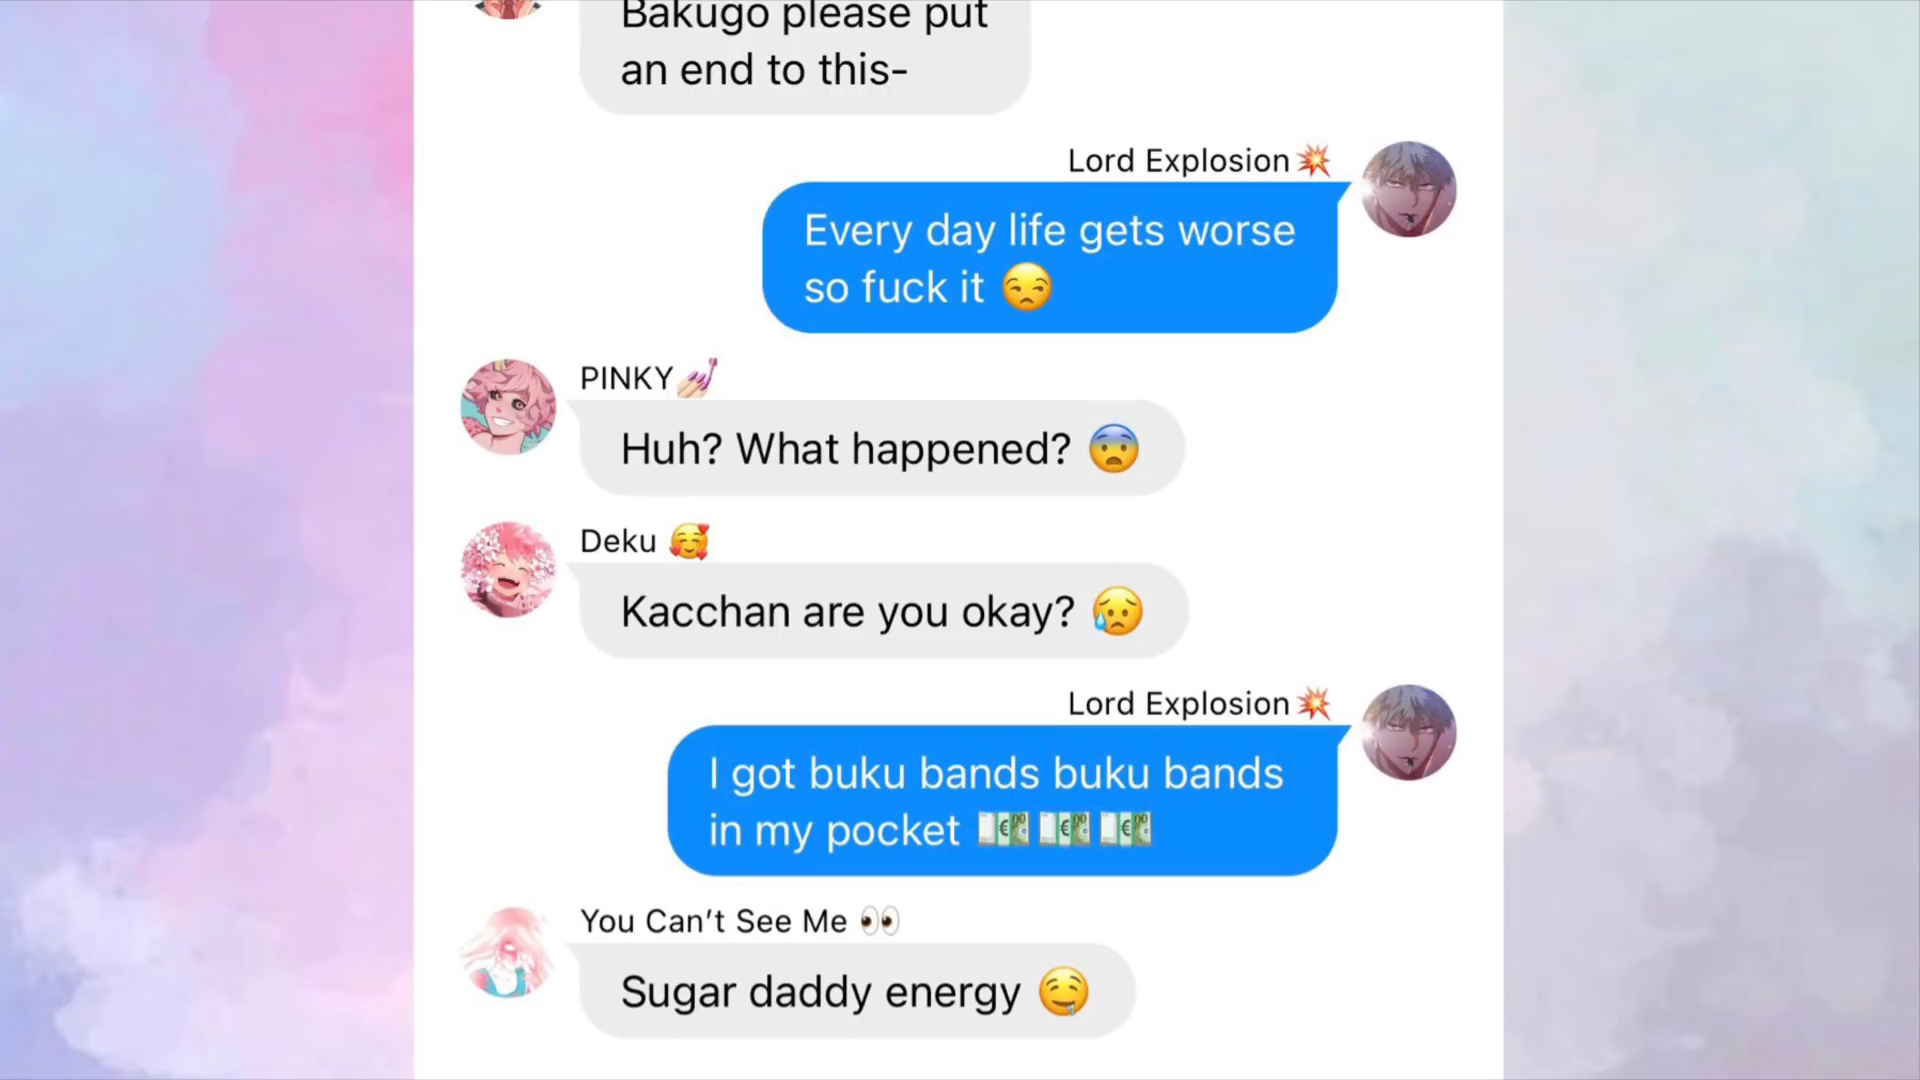 Bakugo please put
an end to this-
Lord Explosion💥
Every day life gets worse
so fuck it 😒
PINKY💅🏻
Huh? What happened? 😨
Deku 🥰
Kacchan are you okay? 😥
Lord Explosion💥
I got buku bands buku bands
in my pocket 💶💶💶
You Can't See Me 👀
Sugar daddy energy 🤤